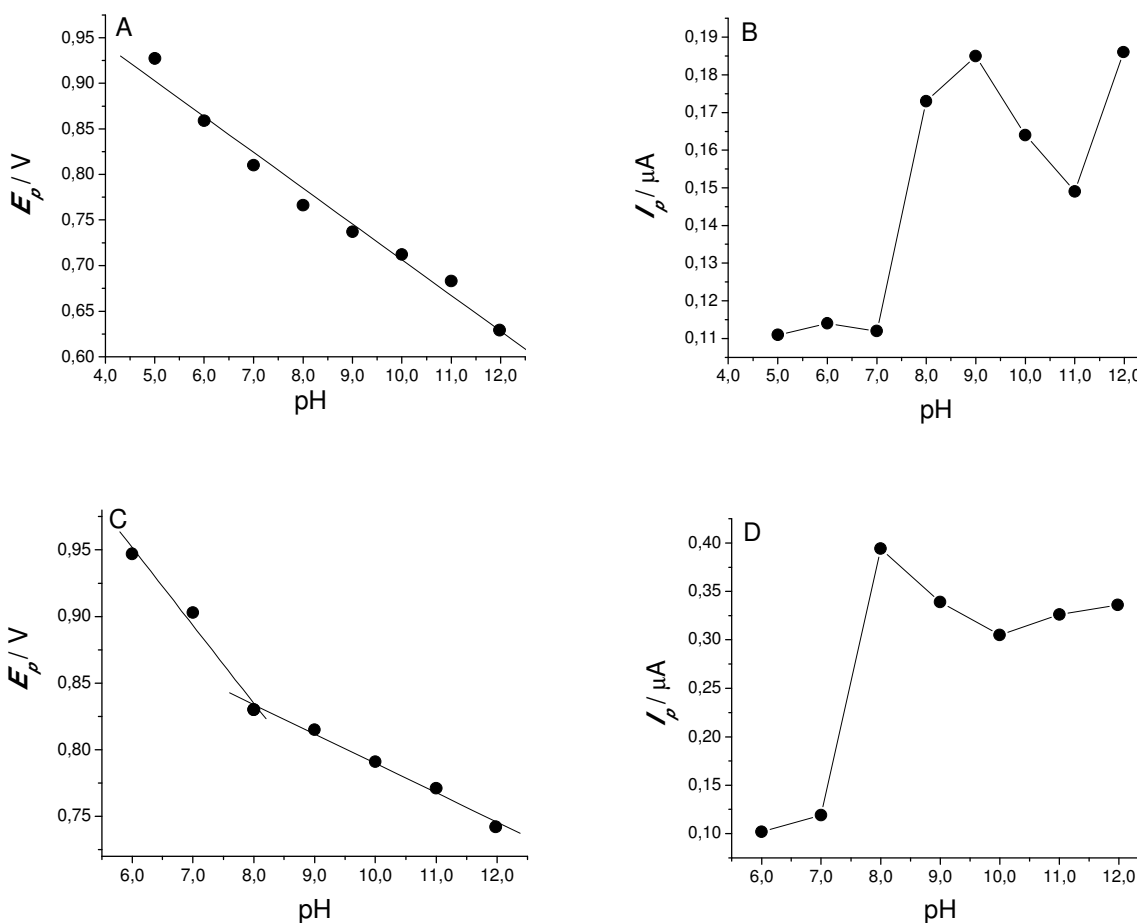 A
0,95
0,90
0,85
0,80
0,75
0,70
0,65
0,60
E_p / V
4,0 5,0 6,0 7,0 8,0 9,0 10,0 11,0 12,0
pH
B
0,19
0,18
0,17
0,16
0,15
0,14
0,13
0,12
0,11
I_p / μA
4,0 5,0 6,0 7,0 8,0 9,0 10,0 11,0 12,0
pH
C
0,95
0,90
0,85
0,80
0,75
E_p / V
6,0 7,0 8,0 9,0 10,0 11,0 12,0
pH
D
0,40
0,35
0,30
0,25
0,20
0,15
0,10
I_p / μA
6,0 7,0 8,0 9,0 10,0 11,0 12,0
pH